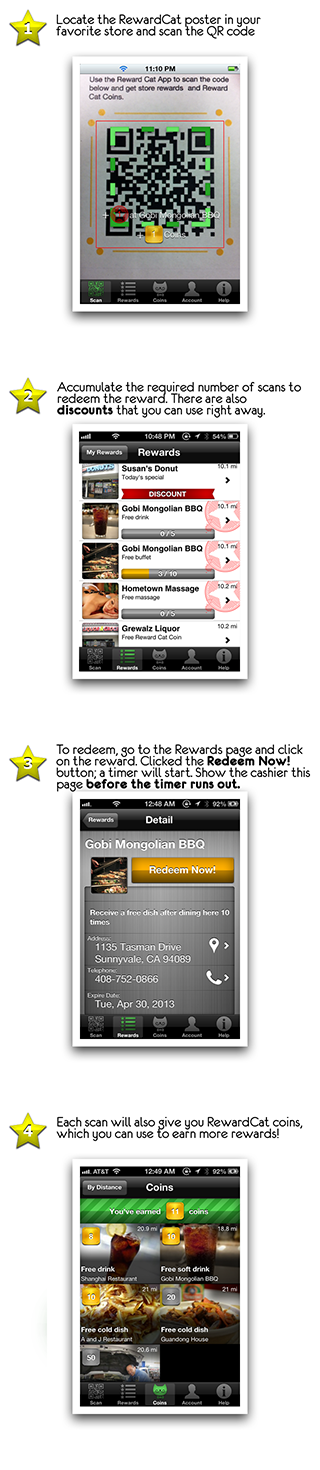 1
Locate the RewardCat poster in your
favorite store and scan the QR code
11:10 PM
Use the Reward Cat App to scan the code
below and get store rewards and Reward
Cat Coins.
at Gobi Mongolian BBQ
+ 1 Coins
Scan Rewards Coins Account Help
2
Accumulate the required number of scans to
redeem the reward. There are also
discounts that you can use right away.
10:48 PM 54%
My Rewards Rewards
Susan's Donut 10.1 mi
Today's special
DISCOUNT
Gobi Mongolian BBQ 10.1 mi
Free drink
0 / 5
Gobi Mongolian BBQ 10.1 mi
Free buffet
3 / 10
Hometown Massage 10.2 mi
Free massage
0 / 5
Grewalz Liquor 10.2 mi
Free Reward Cat Coin
Scan Rewards Coins Account Help
3
To redeem, go to the Rewards page and click
on the reward. Clicked the Redeem Now!
button; a timer will start. Show the cashier this
page before the timer runs out.
12:48 AM 92%
Rewards Detail
Gobi Mongolian BBQ
Redeem Now!
Receive a free dish after dining here 10
times
Address:
1135 Tasman Drive
Sunnyvale, CA 94089
Telephone:
408-752-0866
Expire Date:
Tue, Apr 30, 2013
Scan Rewards Coins Account Help
4
Each scan will also give you RewardCat coins,
which you can use to earn more rewards!
AT&T 12:49 AM 92%
By Distance Coins
You've earned 11 coins
8 20.9 mi 10 18.8 mi
Free drink Free soft drink
Shanghai Restaurant Gobi Mongolian BBQ
10 21 mi 20 21 mi
Free cold dish Free cold dish
A and J Restaurant Guandong House
50 20.6 mi
Scan Rewards Coins Account Help